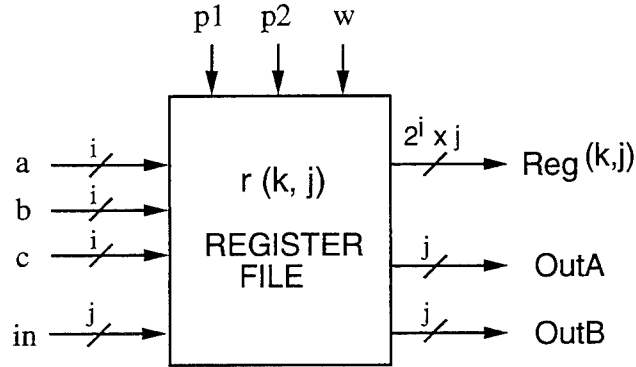 p1 p2 w
a i
b i
c i
in j
r (k, j)
REGISTER
FILE
2^i x j Reg (k,j)
j OutA
j OutB